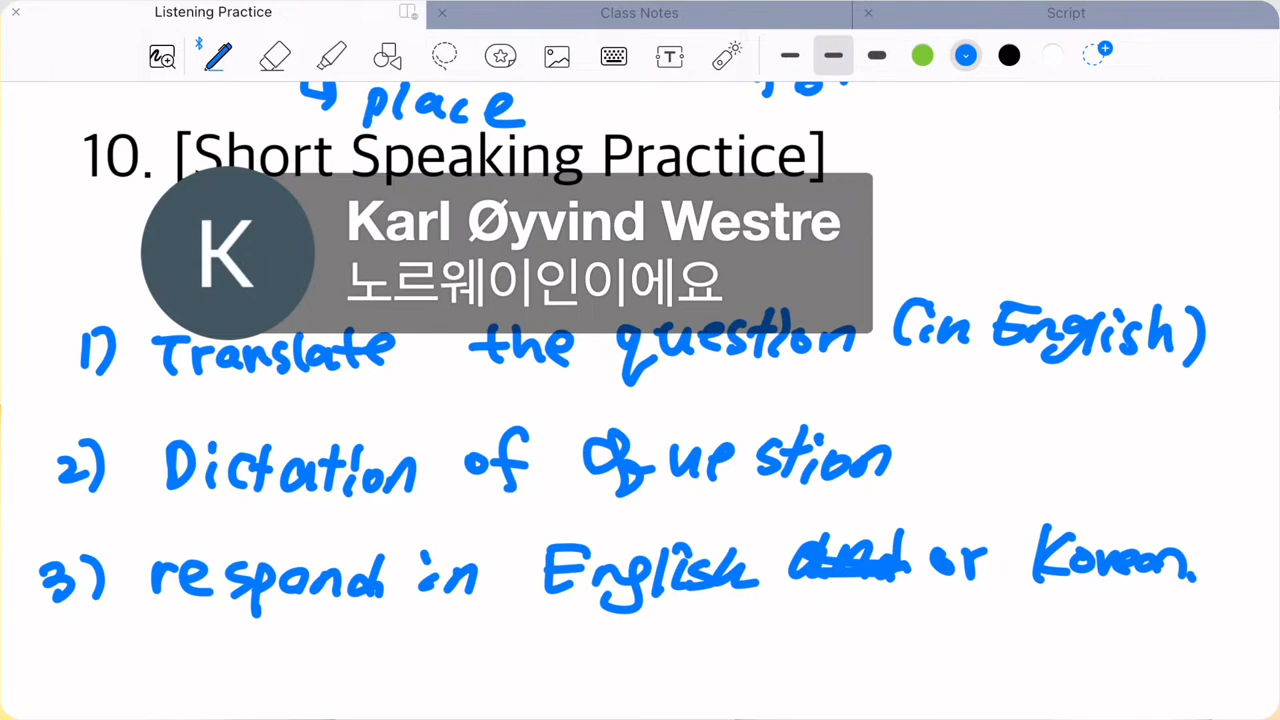 Listening Practice
Class Notes
Script
place
10. [Short Speaking Practice]
K
Karl Øyvind Westre
노르웨이인이에요
1) Translate the question (in English)
2) Dictation of question
3) respond in English and or Korean.